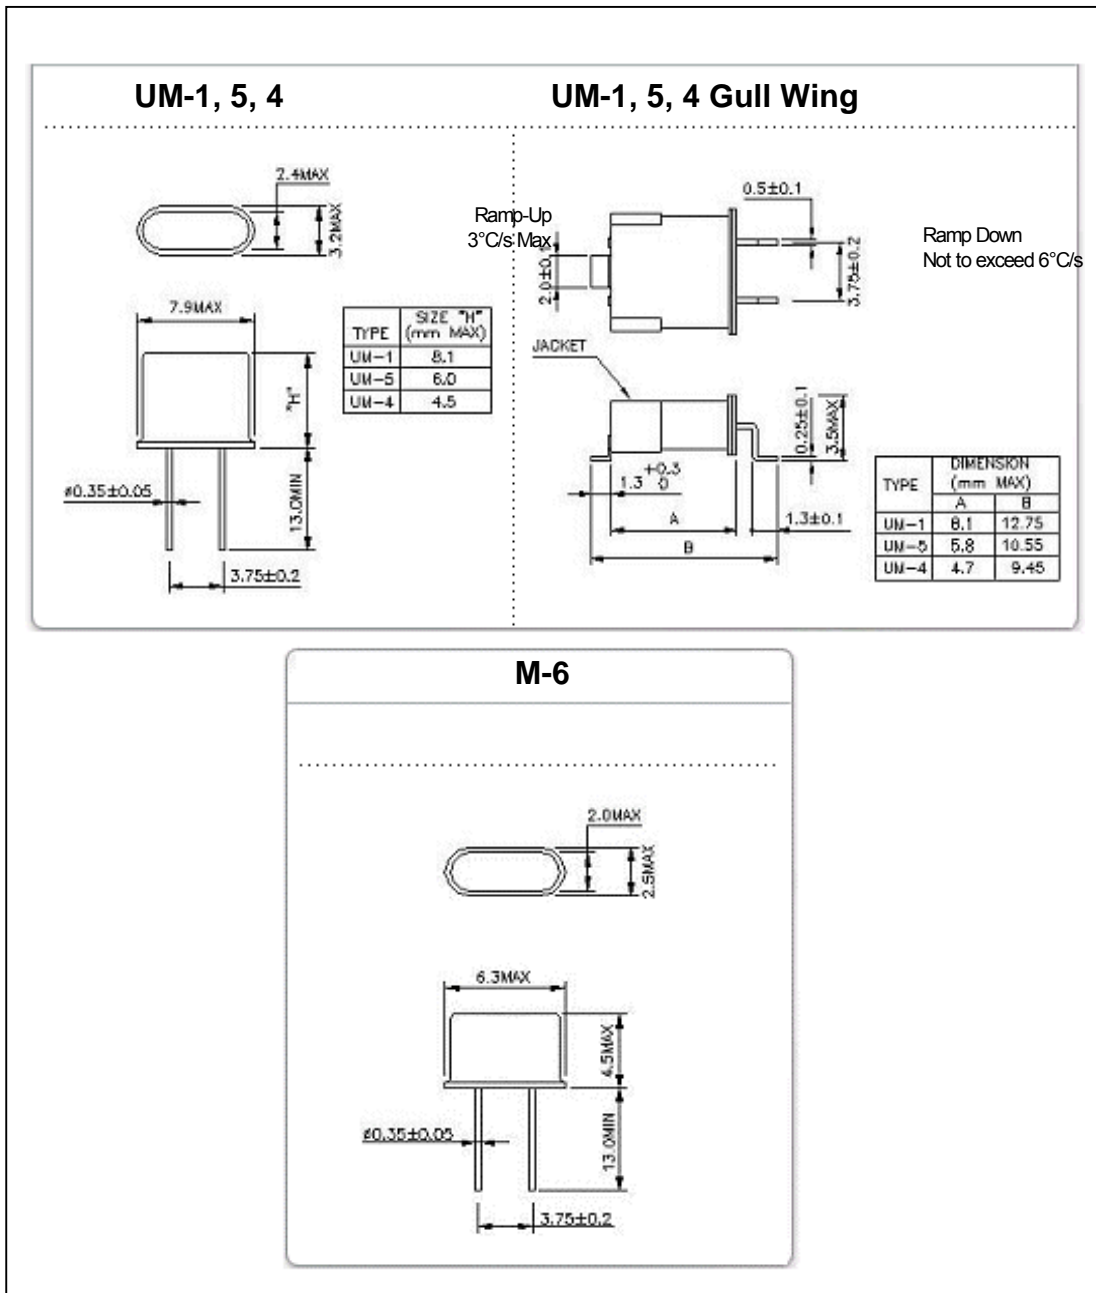 UM-1, 5, 4
2.4MAX
3.2MAX
7.9MAX
"H"
ø0.35±0.05
13.0MIN
3.75±0.2
TYPE SIZE "H" (mm MAX)
UM-1 8.1
UM-5 6.0
UM-4 4.5
UM-1, 5, 4 Gull Wing
Ramp-Up
3°C/s Max
2.0±0.1
0.5±0.1
3.75±0.2
Ramp Down
Not to exceed 6°C/s
JACKET
0.25±0.1
3.5MAX
1.3 +0.3 0
A
B
1.3±0.1
TYPE DIMENSION (mm MAX)
A B
UM-1 8.1 12.75
UM-5 5.8 10.55
UM-4 4.7 9.45
M-6
2.0MAX
2.5MAX
6.3MAX
4.5MAX
ø0.35±0.05
13.0MIN
3.75±0.2